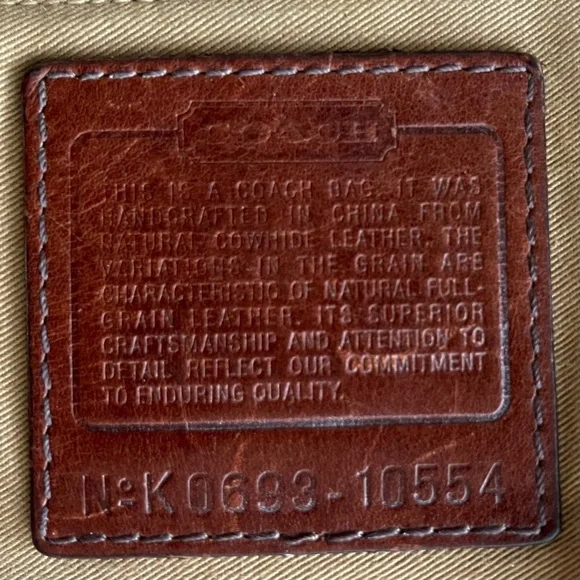 COACH
THIS IS A COACH BAG. IT WAS
HANDCRAFTED IN CHINA FROM
NATURAL COWHIDE LEATHER. THE
VARIATIONS IN THE GRAIN ARE
CHARACTERISTIC OF NATURAL FULL-
GRAIN LEATHER. ITS SUPERIOR
CRAFTSMANSHIP AND ATTENTION TO
DETAIL REFLECT OUR COMMITMENT
TO ENDURING QUALITY.
No K0693-10554